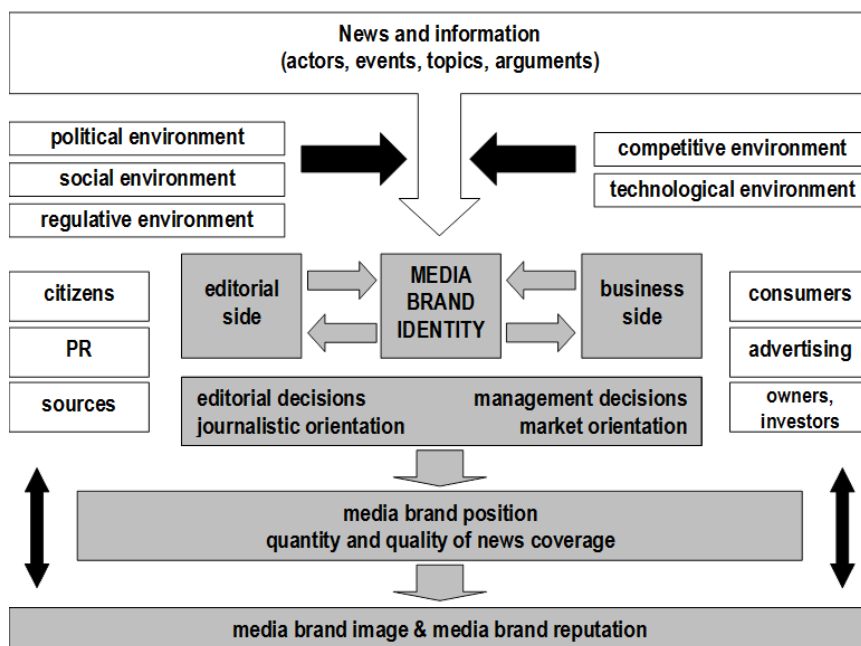 News and information
(actors, events, topics, arguments)
political environment
social environment
regulative environment
competitive environment
technological environment
citizens
PR
sources
editorial
side
MEDIA
BRAND
IDENTITY
business
side
consumers
advertising
owners,
investors
editorial decisions
journalistic orientation
management decisions
market orientation
media brand position
quantity and quality of news coverage
media brand image & media brand reputation